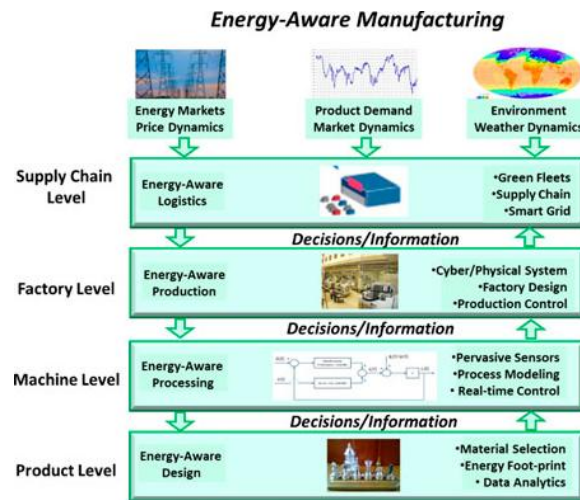 Energy-Aware Manufacturing
Energy Markets
Price Dynamics
Product Demand
Market Dynamics
Environment
Weather Dynamics
Supply Chain
Level
Energy-Aware
Logistics
•Green Fleets
•Supply Chain
•Smart Grid
Decisions/Information
Factory Level
Energy-Aware
Production
•Cyber/Physical System
•Factory Design
•Production Control
Decisions/Information
Machine Level
Energy-Aware
Processing
•Pervasive Sensors
•Process Modeling
•Real-time Control
Decisions/Information
Product Level
Energy-Aware
Design
•Material Selection
•Energy Foot-print
• Data Analytics